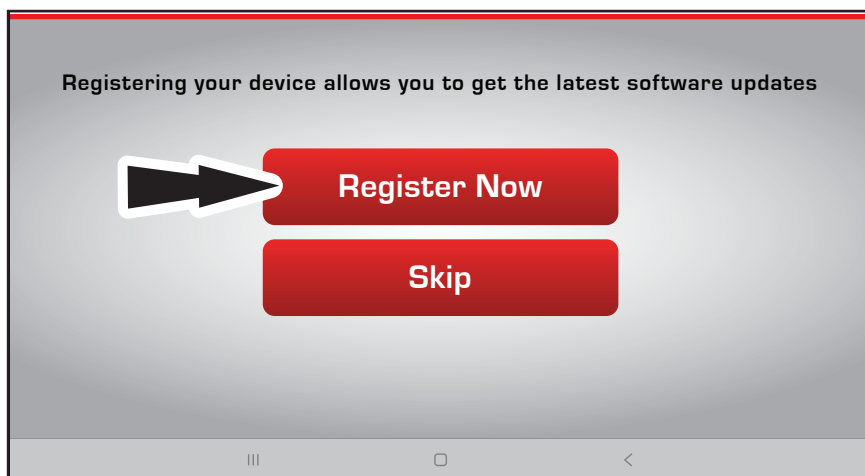 Registering your device allows you to get the latest software updates
Register Now
Skip